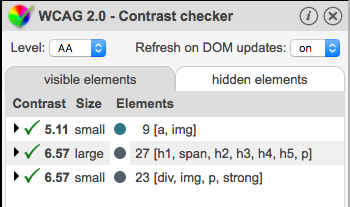 WCAG 2.0 - Contrast checker
Level: AA Refresh on DOM updates: on
visible elements hidden elements
Contrast Size Elements
5.11 small 9 [a, img]
6.57 large 27 [h1, span, h2, h3, h4, h5, p]
6.57 small 23 [div, img, p, strong]